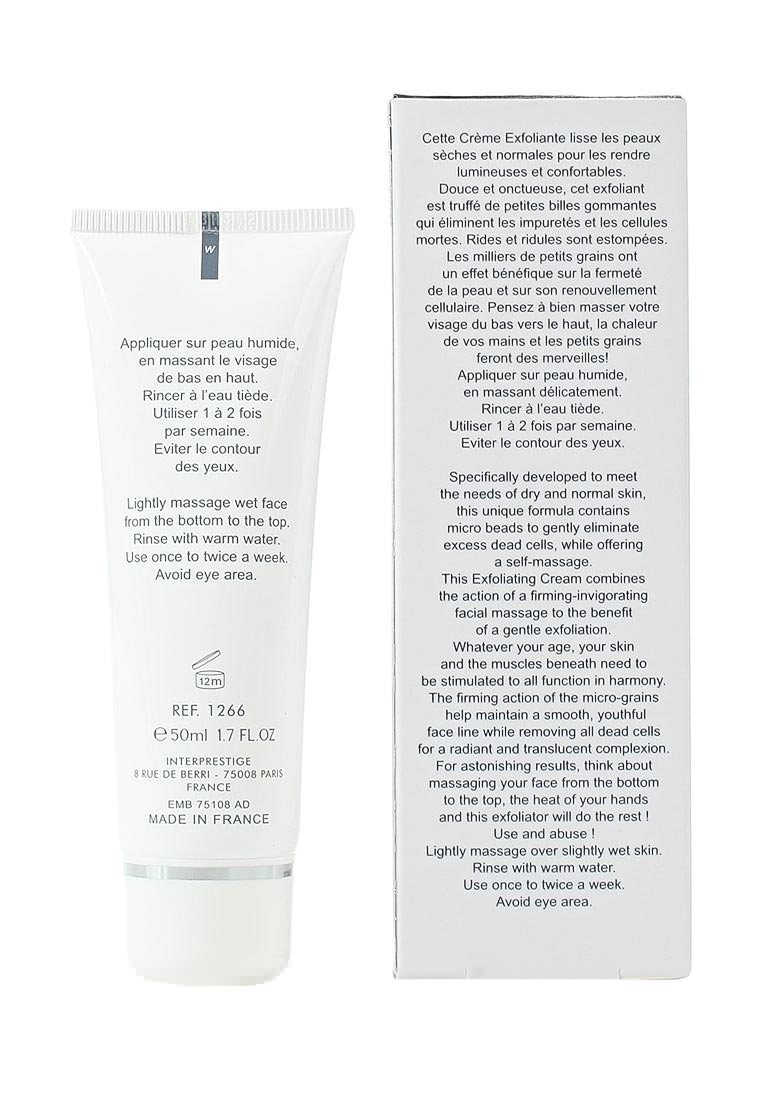 W
Appliquer sur peau humide,
en massant le visage
de bas en haut.
Rincer à l'eau tiède.
Utiliser 1 à 2 fois
par semaine.
Eviter le contour
des yeux.
Lightly massage wet face
from the bottom to the top.
Rinse with warm water.
Use once to twice a week.
Avoid eye area.
12m
REF. 1266
℮50ml 1.7 FL.OZ
INTERPRESTIGE
8 RUE DE BERRI - 75008 PARIS
FRANCE
EMB 75108 AD
MADE IN FRANCE
Cette Crème Exfoliante lisse les peaux
sèches et normales pour les rendre
lumineuses et confortables.
Douce et onctueuse, cet exfoliant
est truffé de petites billes gommantes
qui éliminent les impuretés et les cellules
mortes. Rides et ridules sont estompées.
Les milliers de petits grains ont
un effet bénéfique sur la fermeté
de la peau et sur son renouvellement
cellulaire. Pensez à bien masser votre
visage du bas vers le haut, la chaleur
de vos mains et les petits grains
feront des merveilles!
Appliquer sur peau humide,
en massant délicatement.
Rincer à l'eau tiède.
Utiliser 1 à 2 fois par semaine.
Eviter le contour des yeux.
Specifically developed to meet
the needs of dry and normal skin,
this unique formula contains
micro beads to gently eliminate
excess dead cells, while offering
a self-massage.
This Exfoliating Cream combines
the action of a firming-invigorating
facial massage to the benefit
of a gentle exfoliation.
Whatever your age, your skin
and the muscles beneath need to
be stimulated to all function in harmony.
The firming action of the micro-grains
help maintain a smooth, youthful
face line while removing all dead cells
for a radiant and translucent complexion.
For astonishing results, think about
massaging your face from the bottom
to the top, the heat of your hands
and this exfoliator will do the rest !
Use and abuse !
Lightly massage over slightly wet skin.
Rinse with warm water.
Use once to twice a week.
Avoid eye area.